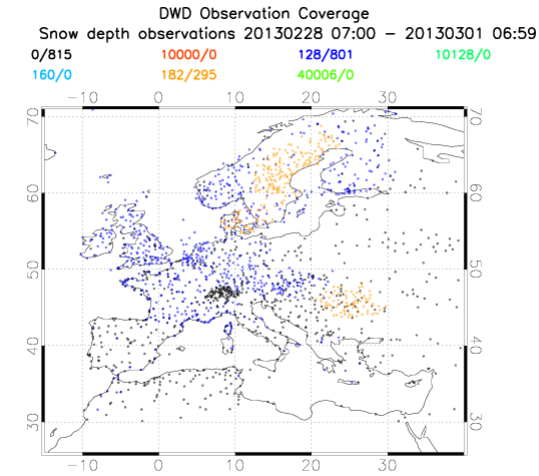 DWD Observation Coverage
Snow depth observations 20130228 07:00 - 20130301 06:59
0/815 10000/0 128/801 10128/0
160/0 182/295 40006/0
-10 0 10 20 30
70 70
60 60
50 50
40 40
30 30
-10 0 10 20 30